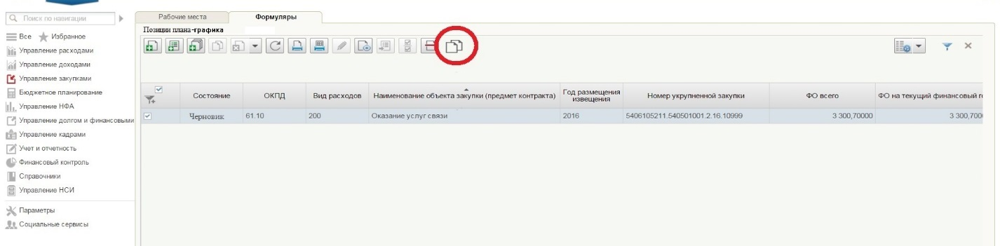 Поиск по навигации
Рабочие места
Формуляры
Позиции плана-графика
Все
Избранное
Управление расходами
Управление доходами
Управление закупками
Бюджетное планирование
Управление НФА
Управление долгом и финансовыми
Управление кадрами
Учет и отчетность
Финансовый контроль
Справочники
Управление НСИ
Параметры
Социальные сервисы
Состояние
ОКПД
Вид расходов
Наименование объекта закупки (предмет контракта)
Год размещения
извещения
Номер укрупненной закупки
ФО всего
ФО на текущий финансовый г
Черновик
61.10
200
Оказание услуг связи
2016
5406105211.540501001.2.16.10999
3 300,70000
3 300,700